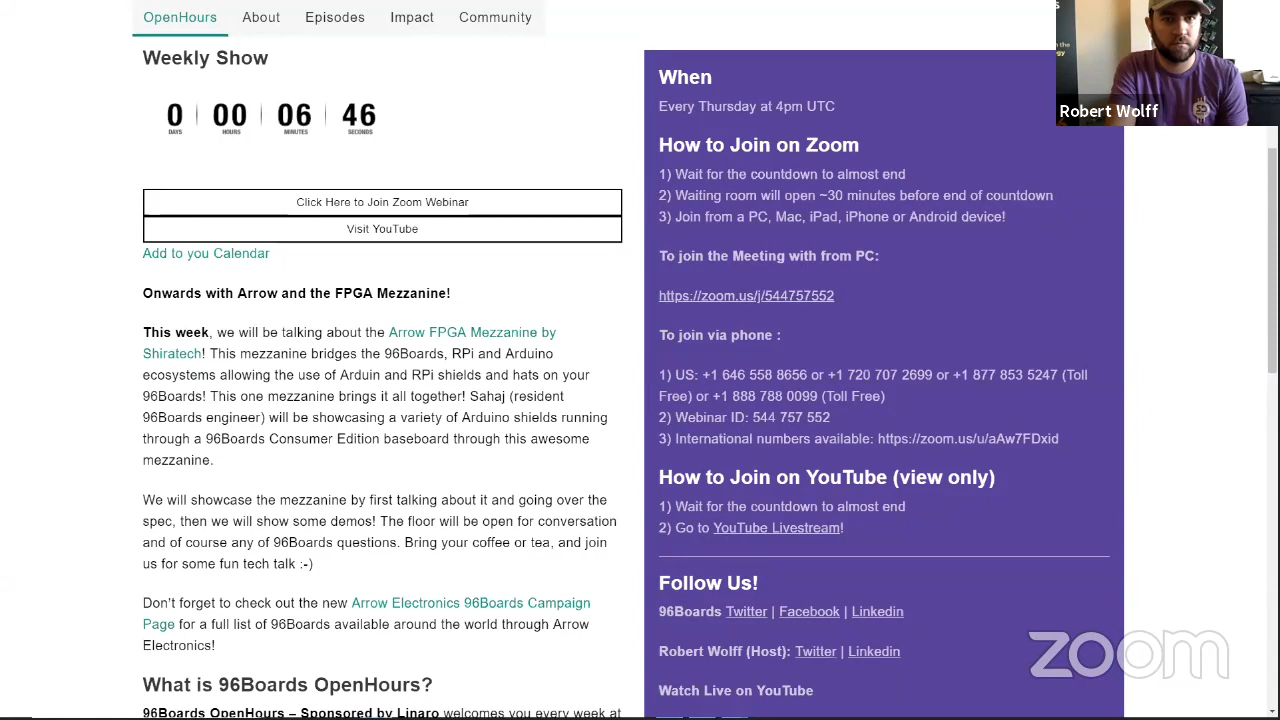 OpenHours About Episodes Impact Community
Weekly Show
0 00 06 46
DAYS HOURS MINUTES SECONDS
Click Here to Join Zoom Webinar
Visit YouTube
Add to you Calendar
Onwards with Arrow and the FPGA Mezzanine!
This week, we will be talking about the Arrow FPGA Mezzanine by
Shiratech! This mezzanine bridges the 96Boards, RPi and Arduino
ecosystems allowing the use of Arduin and RPi shields and hats on your
96Boards! This one mezzanine brings it all together! Sahaj (resident
96Boards engineer) will be showcasing a variety of Arduino shields running
through a 96Boards Consumer Edition baseboard through this awesome
mezzanine.
We will showcase the mezzanine by first talking about it and going over the
spec, then we will show some demos! The floor will be open for conversation
and of course any of 96Boards questions. Bring your coffee or tea, and join
us for some fun tech talk :-)
Don't forget to check out the new Arrow Electronics 96Boards Campaign
Page for a full list of 96Boards available around the world through Arrow
Electronics!
What is 96Boards OpenHours?
96Boards OpenHours – Sponsored by Linaro welcomes you every week at
When
Every Thursday at 4pm UTC
How to Join on Zoom
1) Wait for the countdown to almost end
2) Waiting room will open ~30 minutes before end of countdown
3) Join from a PC, Mac, iPad, iPhone or Android device!
To join the Meeting with from PC:
https://zoom.us/j/544757552
To join via phone :
1) US: +1 646 558 8656 or +1 720 707 2699 or +1 877 853 5247 (Toll
Free) or +1 888 788 0099 (Toll Free)
2) Webinar ID: 544 757 552
3) International numbers available: https://zoom.us/u/aAw7FDxid
How to Join on YouTube (view only)
1) Wait for the countdown to almost end
2) Go to YouTube Livestream!
Follow Us!
96Boards Twitter | Facebook | Linkedin
Robert Wolff (Host): Twitter | Linkedin
Watch Live on YouTube
Robert Wolff
zoom